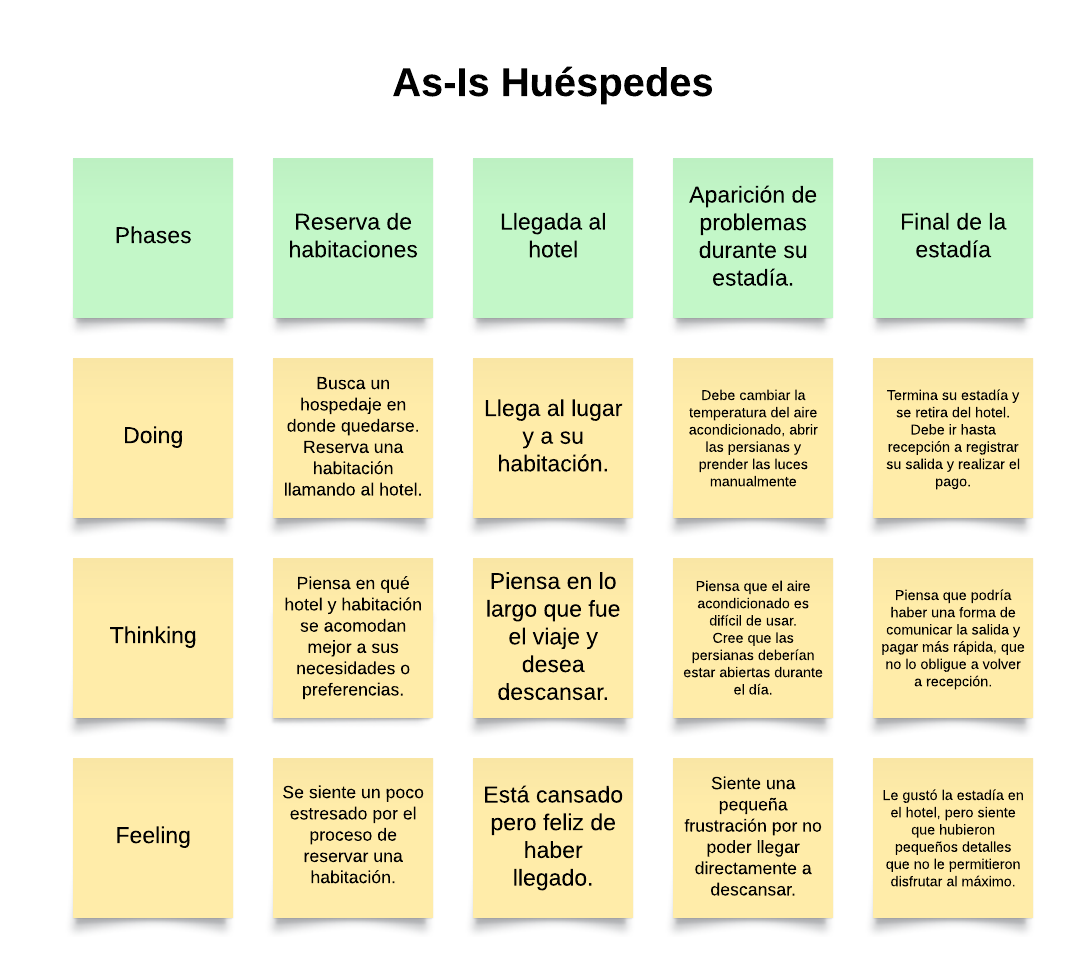 As-Is Huéspedes
Phases
Reserva de
habitaciones
Llegada al
hotel
Aparición de
problemas
durante su
estadía.
Final de la
estadía
Doing
Busca un
hospedaje en
donde quedarse.
Reserva una
habitación
llamando al hotel.
Llega al lugar
y a su
habitación.
Debe cambiar la
temperatura del aire
acondicionado, abrir
las persianas y
prender las luces
manualmente
Termina su estadía y
se retira del hotel.
Debe ir hasta
recepción a registrar
su salida y realizar el
pago.
Thinking
Piensa en qué
hotel y habitación
se acomodan
mejor a sus
necesidades o
preferencias.
Piensa en lo
largo que fue
el viaje y
desea
descansar.
Piensa que el aire
acondicionado es
difícil de usar.
Cree que las
persianas deberían
estar abiertas durante
el día.
Piensa que podría
haber una forma de
comunicar la salida y
pagar más rápida, que
no lo obligue a volver
a recepción.
Feeling
Se siente un poco
estresado por el
proceso de
reservar una
habitación.
Está cansado
pero feliz de
haber
llegado.
Siente una
pequeña
frustración por no
poder llegar
directamente a
descansar.
Le gustó la estadía en
el hotel, pero siente
que hubieron
pequeños detalles
que no le permitieron
disfrutar al máximo.